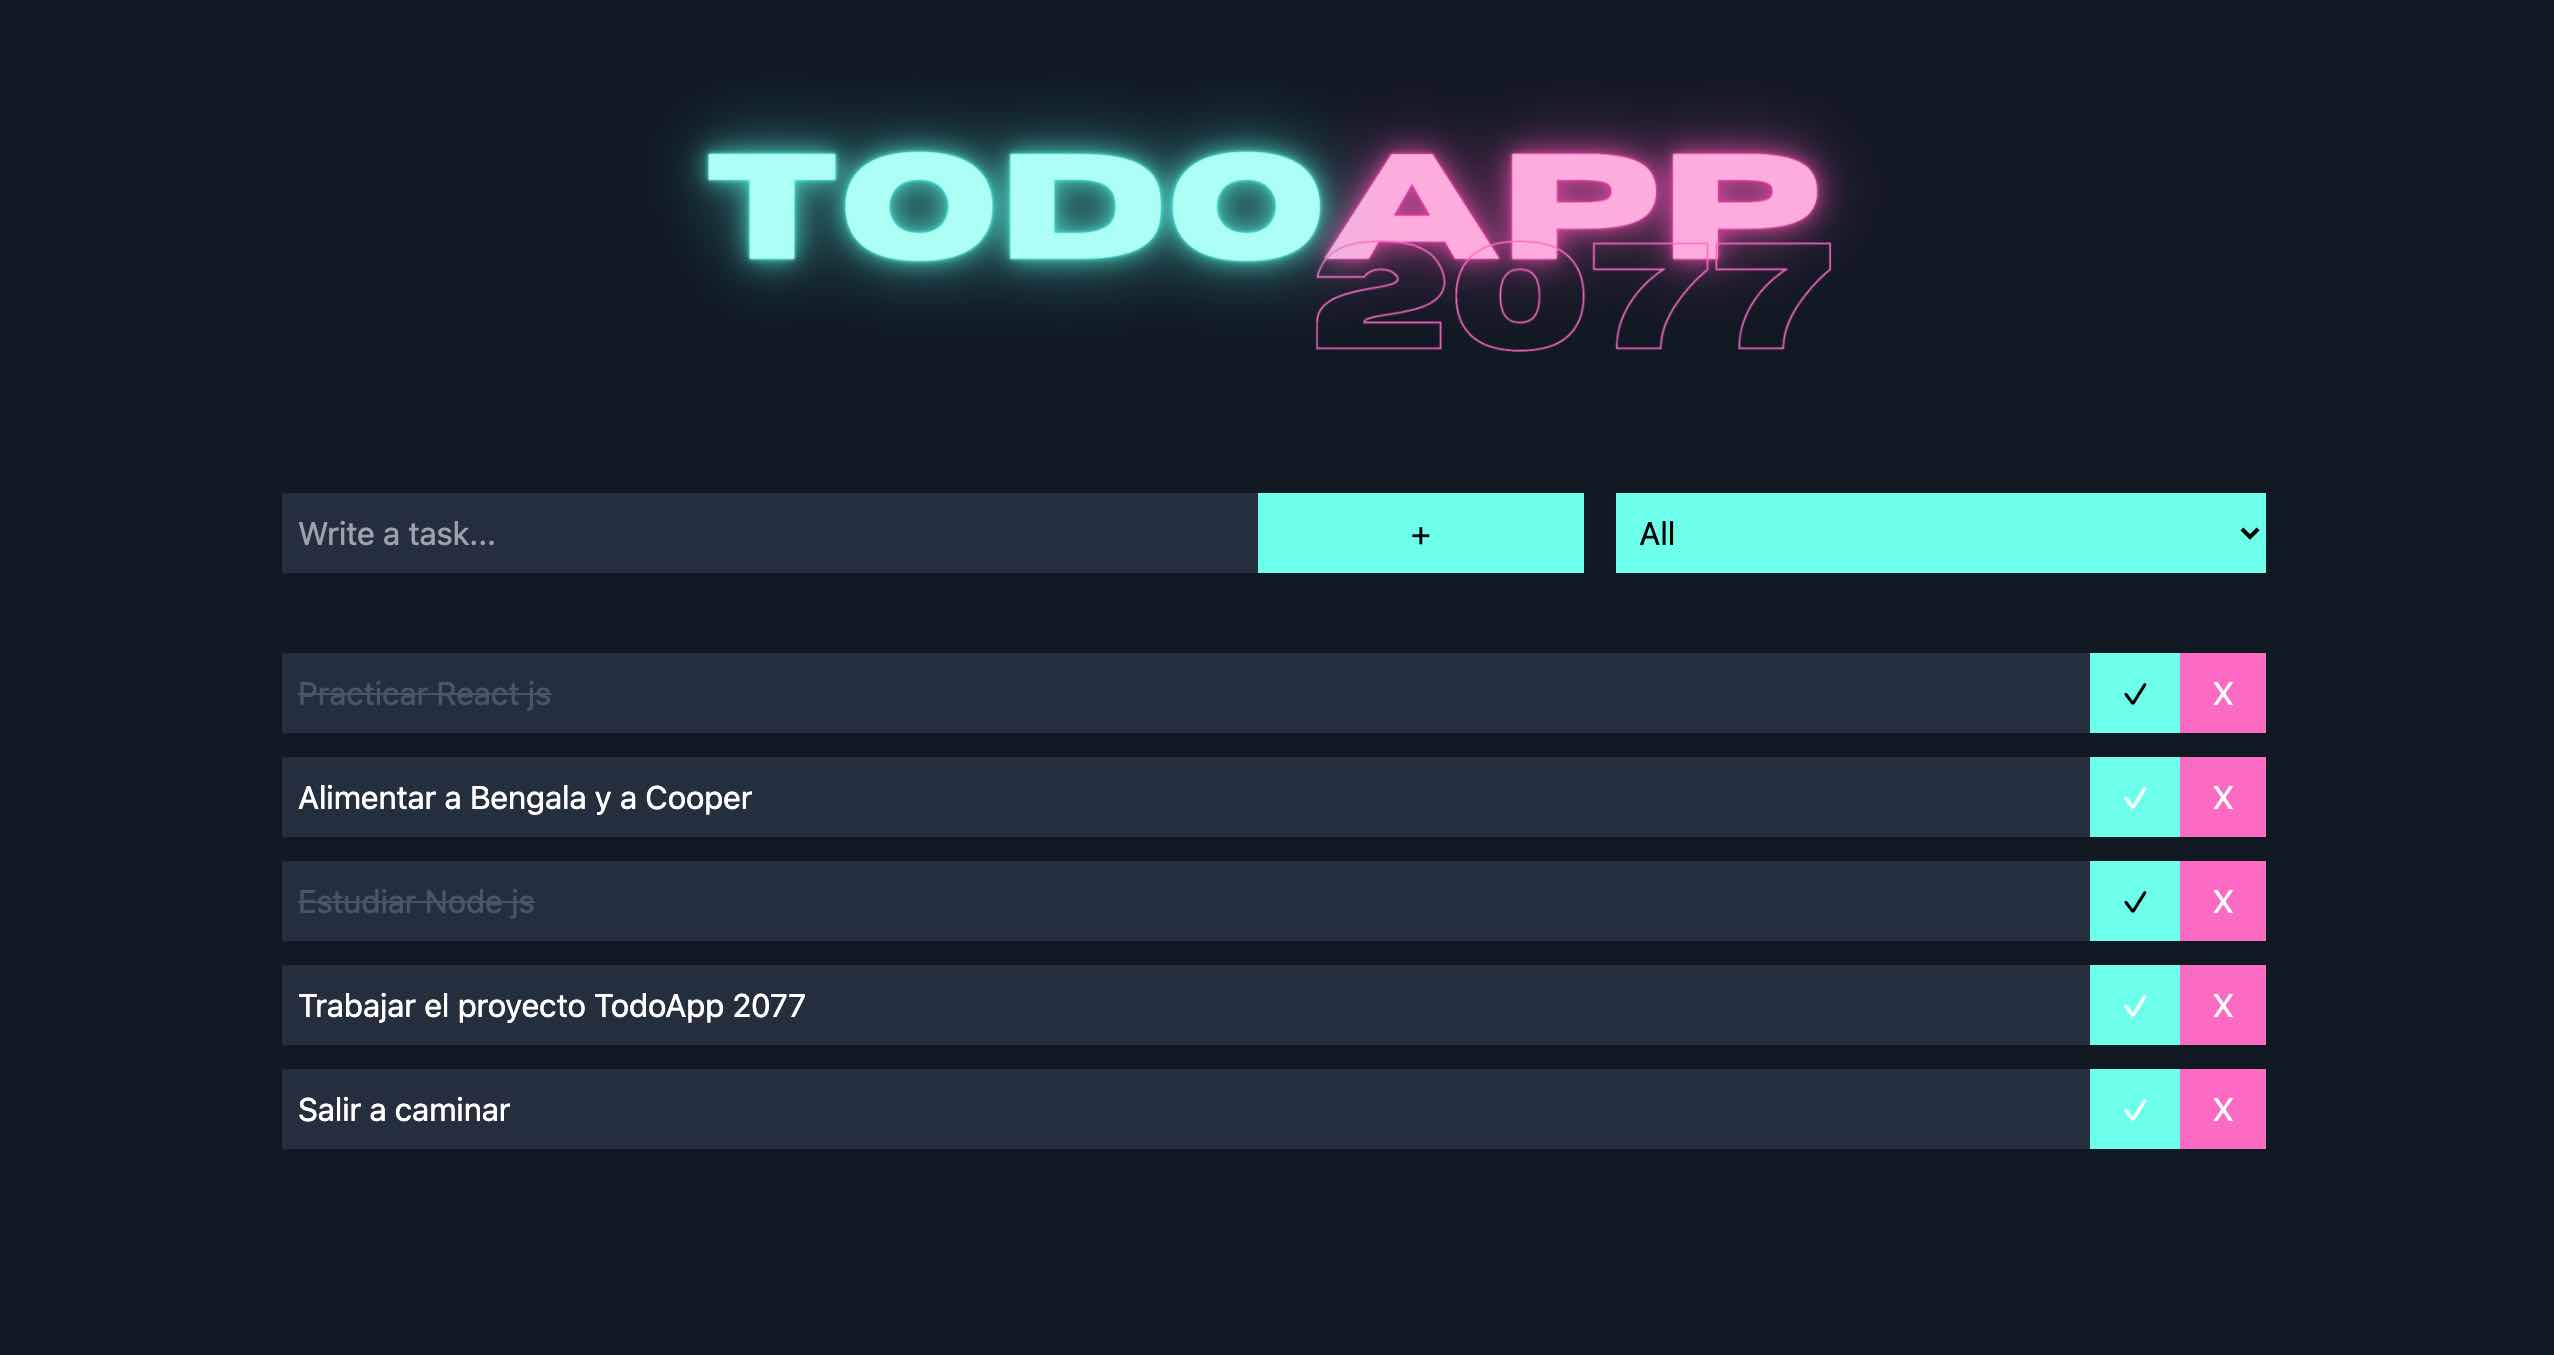 TODOAPP
2077
Write a task...
+
All
Practicar React js
✓ X
Alimentar a Bengala y a Cooper
✓ X
Estudiar Node js
✓ X
Trabajar el proyecto TodoApp 2077
✓ X
Salir a caminar
✓ X